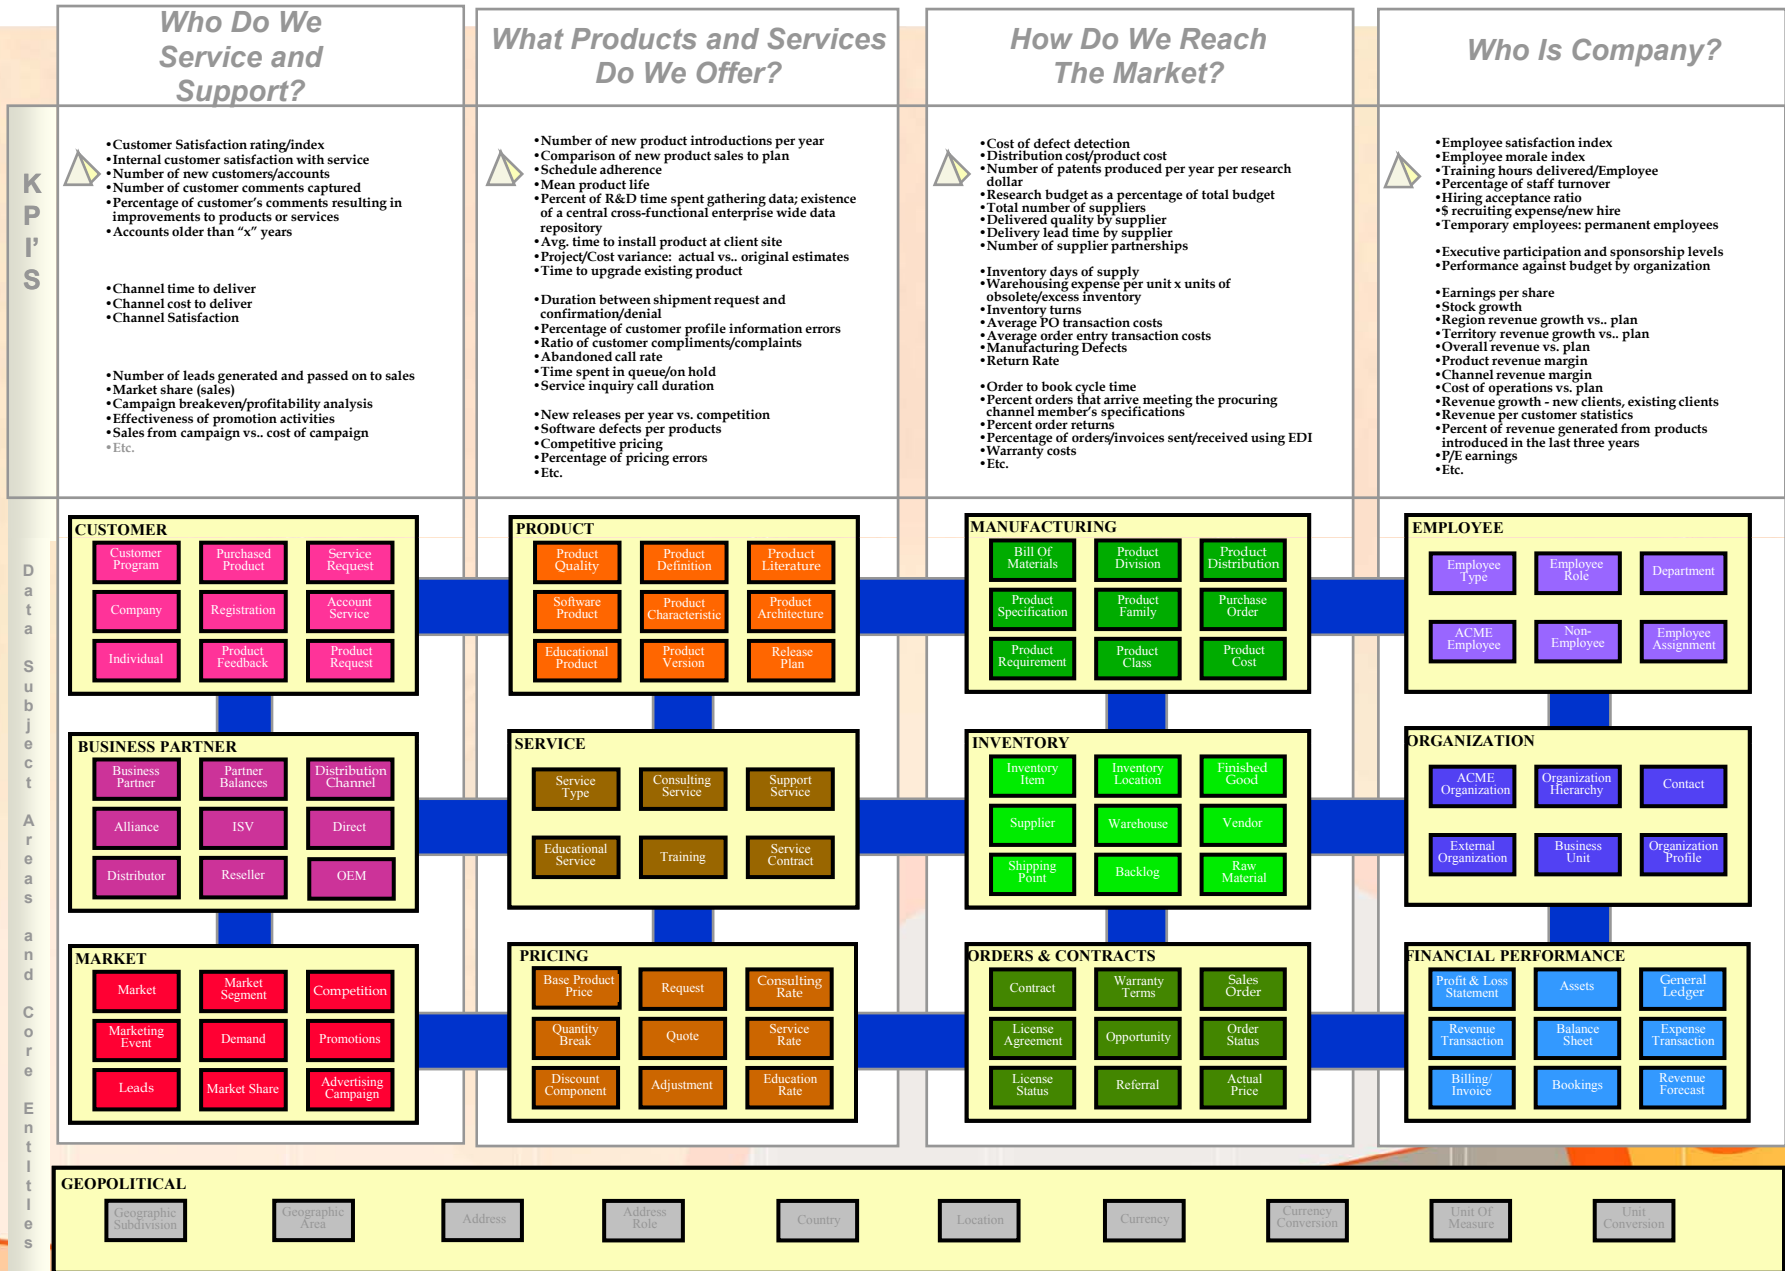 Who Do We
Service and
Support?
What Products and Services
Do We Offer?
How Do We Reach
The Market?
Who Is Company?
K
P
I’
S
•Customer Satisfaction rating/index
•Internal customer satisfaction with service
•Number of new customers/accounts
•Number of customer comments captured
•Percentage of customer’s comments resulting in
improvements to products or services
•Accounts older than “x” years
•Channel time to deliver
•Channel cost to deliver
•Channel Satisfaction
•Number of leads generated and passed on to sales
•Market share (sales)
•Campaign breakeven/profitability analysis
•Effectiveness of promotion activities
•Sales from campaign vs.. cost of campaign
•Etc.
•Number of new product introductions per year
•Comparison of new product sales to plan
•Schedule adherence
•Mean product life
•Percent of R&D time spent gathering data; existence
of a central cross-functional enterprise wide data
repository
•Avg. time to install product at client site
•Project/Cost variance: actual vs.. original estimates
•Time to upgrade existing product
•Duration between shipment request and
confirmation/denial
•Percentage of customer profile information errors
•Ratio of customer compliments/complaints
•Abandoned call rate
•Time spent in queue/on hold
•Service inquiry call duration
•New releases per year vs. competition
•Software defects per products
•Competitive pricing
•Percentage of pricing errors
•Etc.
•Cost of defect detection
•Distribution cost/product cost
•Number of patents produced per year per research
dollar
•Research budget as a percentage of total budget
•Total number of suppliers
•Delivered quality by supplier
•Delivery lead time by supplier
•Number of supplier partnerships
•Inventory days of supply
•Warehousing expense per unit x units of
obsolete/excess inventory
•Inventory turns
•Average PO transaction costs
•Average order entry transaction costs
•Manufacturing Defects
•Return Rate
•Order to book cycle time
•Percent orders that arrive meeting the procuring
channel member’s specifications
•Percent order returns
•Percentage of orders/invoices sent/received using EDI
•Warranty costs
•Etc.
•Employee satisfaction index
•Employee morale index
•Training hours delivered/Employee
•Percentage of staff turnover
•Hiring acceptance ratio
•$ recruiting expense/new hire
•Temporary employees: permanent employees
•Executive participation and sponsorship levels
•Performance against budget by organization
•Earnings per share
•Stock growth
•Region revenue growth vs.. plan
•Territory revenue growth vs.. plan
•Overall revenue vs. plan
•Product revenue margin
•Channel revenue margin
•Cost of operations vs. plan
•Revenue growth - new clients, existing clients
•Revenue per customer statistics
•Percent of revenue generated from products
introduced in the last three years
•P/E earnings
•Etc.
Data Subject Areas and Core EntItIes
CUSTOMER
Customer
Program
Purchased
Product
Service
Request
Company
Registration
Account
Service
Individual
Product
Feedback
Product
Request
PRODUCT
Product
Quality
Product
Definition
Product
Literature
Software
Product
Product
Characteristic
Product
Architecture
Educational
Product
Product
Version
Release
Plan
MANUFACTURING
Bill Of
Materials
Product
Division
Product
Distribution
Product
Specification
Product
Family
Purchase
Order
Product
Requirement
Product
Class
Product
Cost
EMPLOYEE
Employee
Type
Employee
Role
Department
ACME
Employee
Non-
Employee
Employee
Assignment
BUSINESS PARTNER
Business
Partner
Partner
Balances
Distribution
Channel
Alliance
ISV
Direct
Distributor
Reseller
OEM
SERVICE
Service
Type
Consulting
Service
Support
Service
Educational
Service
Training
Service
Contract
INVENTORY
Inventory
Item
Inventory
Location
Finished
Good
Supplier
Warehouse
Vendor
Shipping
Point
Backlog
Raw
Material
ORGANIZATION
ACME
Organization
Organization
Hierarchy
Contact
External
Organization
Business
Unit
Organization
Profile
MARKET
Market
Market
Segment
Competition
Marketing
Event
Demand
Promotions
Leads
Market Share
Advertising
Campaign
PRICING
Base Product
Price
Request
Consulting
Rate
Quantity
Break
Quote
Service
Rate
Discount
Component
Adjustment
Education
Rate
ORDERS & CONTRACTS
Contract
Warranty
Terms
Sales
Order
License
Agreement
Opportunity
Order
Status
License
Status
Referral
Actual
Price
FINANCIAL PERFORMANCE
Profit & Loss
Statement
Assets
General
Ledger
Revenue
Transaction
Balance
Sheet
Expense
Transaction
Billing/
Invoice
Bookings
Revenue
Forecast
GEOPOLITICAL
Geographic
Subdivision
Geographic
Area
Address
Address
Role
Country
Location
Currency
Currency
Conversion
Unit Of
Measure
Unit
Conversion